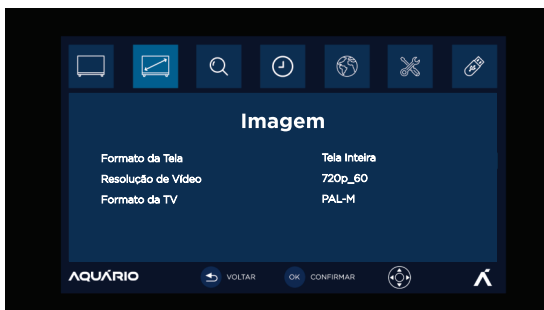 Imagem
Formato da Tela Tela Inteira
Resolução de Vídeo 720p_60
Formato da TV PAL-M
AQUÁRIO VOLTAR OK CONFIRMAR